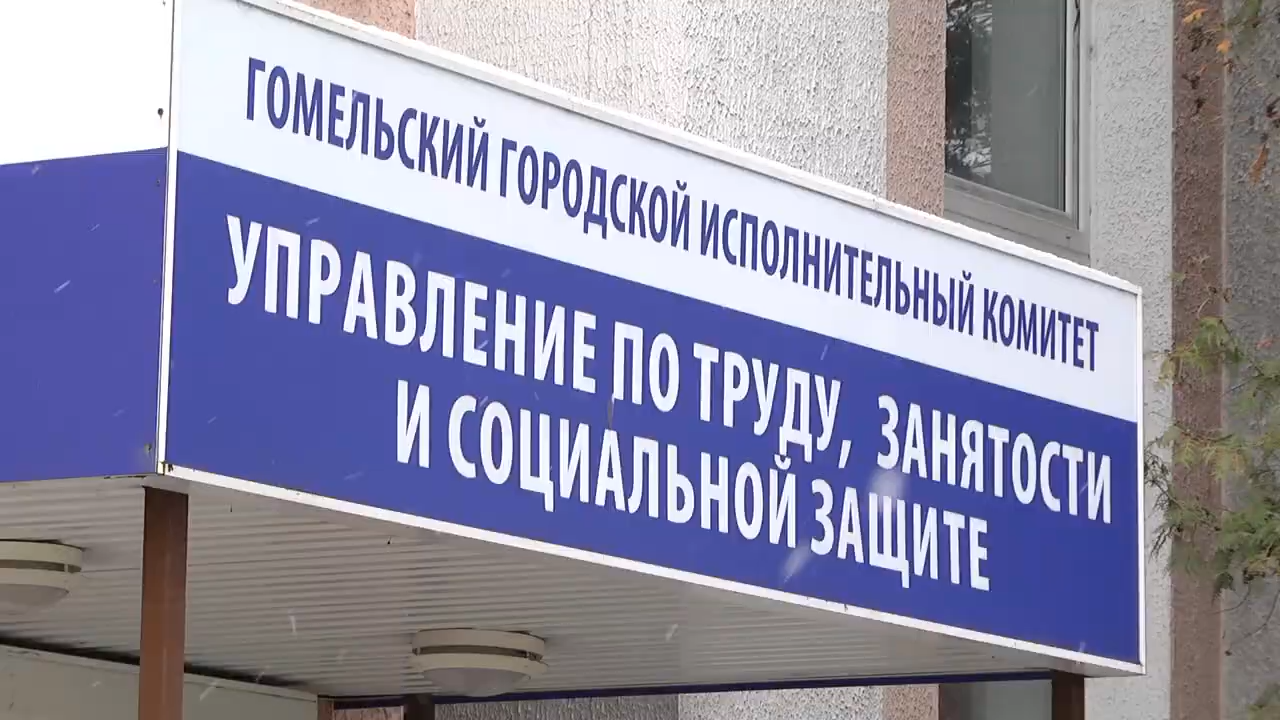 ГОМЕЛЬСКИЙ ГОРОДСКОЙ ИСПОЛНИТЕЛЬНЫЙ КОМИТЕТ
УПРАВЛЕНИЕ ПО ТРУДУ, ЗАНЯТОСТИ
И СОЦИАЛЬНОЙ ЗАЩИТЕ